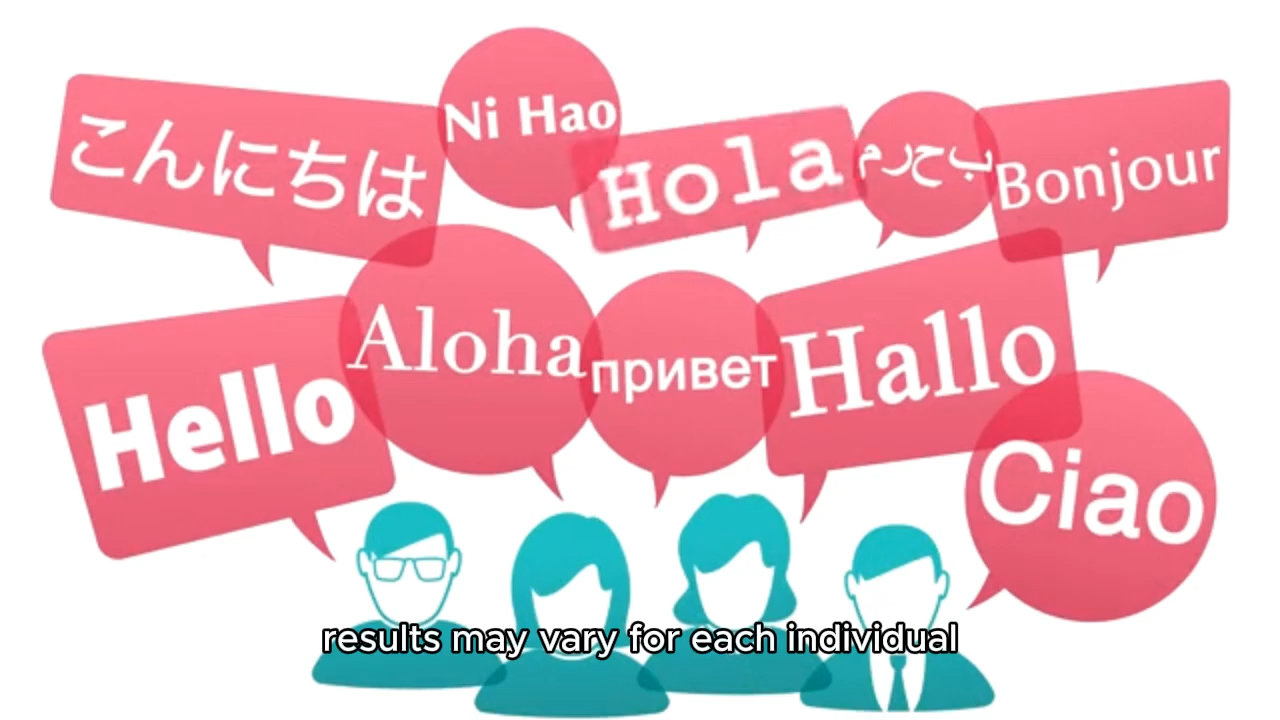 こんにちは
Ni Hao
Hola
بحرم
Bonjour
Hello
Aloha
привет
Hallo
Ciao
results may vary for each individual